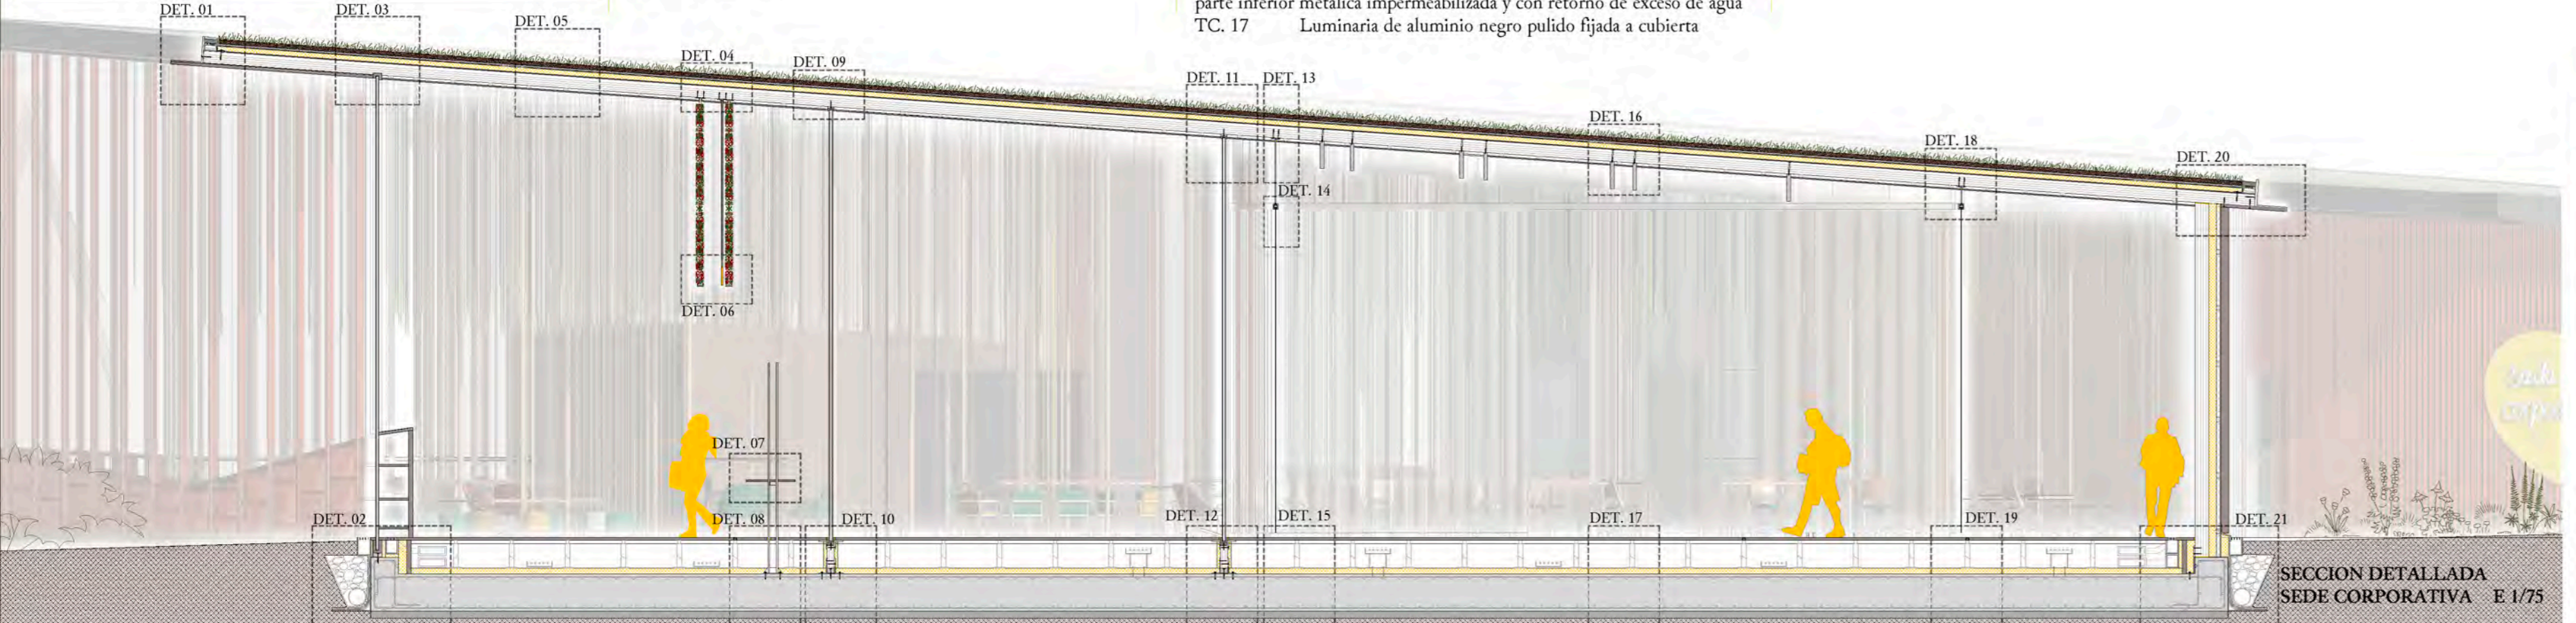 parte inferior metálica impermeabilizada y con retorno de exceso de agua
TC. 17 Luminaria de aluminio negro pulido fijada a cubierta
DET. 01
DET. 03
DET. 05
DET. 04
DET. 09
DET. 11
DET. 13
DET. 16
DET. 18
DET. 20
DET. 14
DET. 06
DET. 07
DET. 02
DET. 08
DET. 10
DET. 12
DET. 15
DET. 17
DET. 19
DET. 21
SECCION DETALLADA
SEDE CORPORATIVA E 1/75